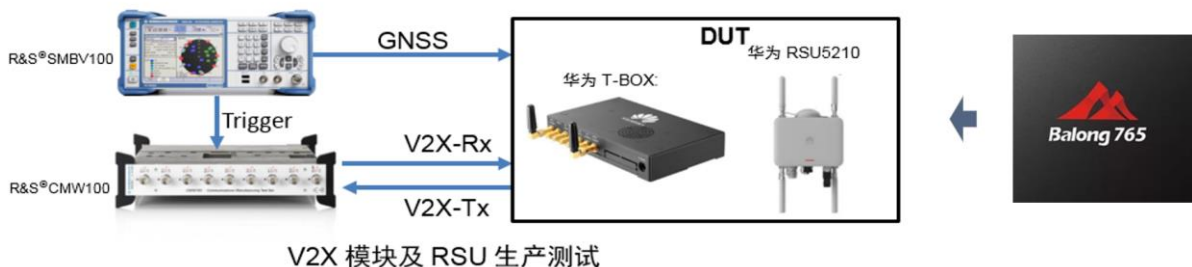 R&S®SMBV100
GNSS
DUT
华为 RSU5210
华为 T-BOX:
Trigger
V2X-Rx
R&S®CMW100
V2X-Tx
Balong 765
V2X 模块及 RSU 生产测试